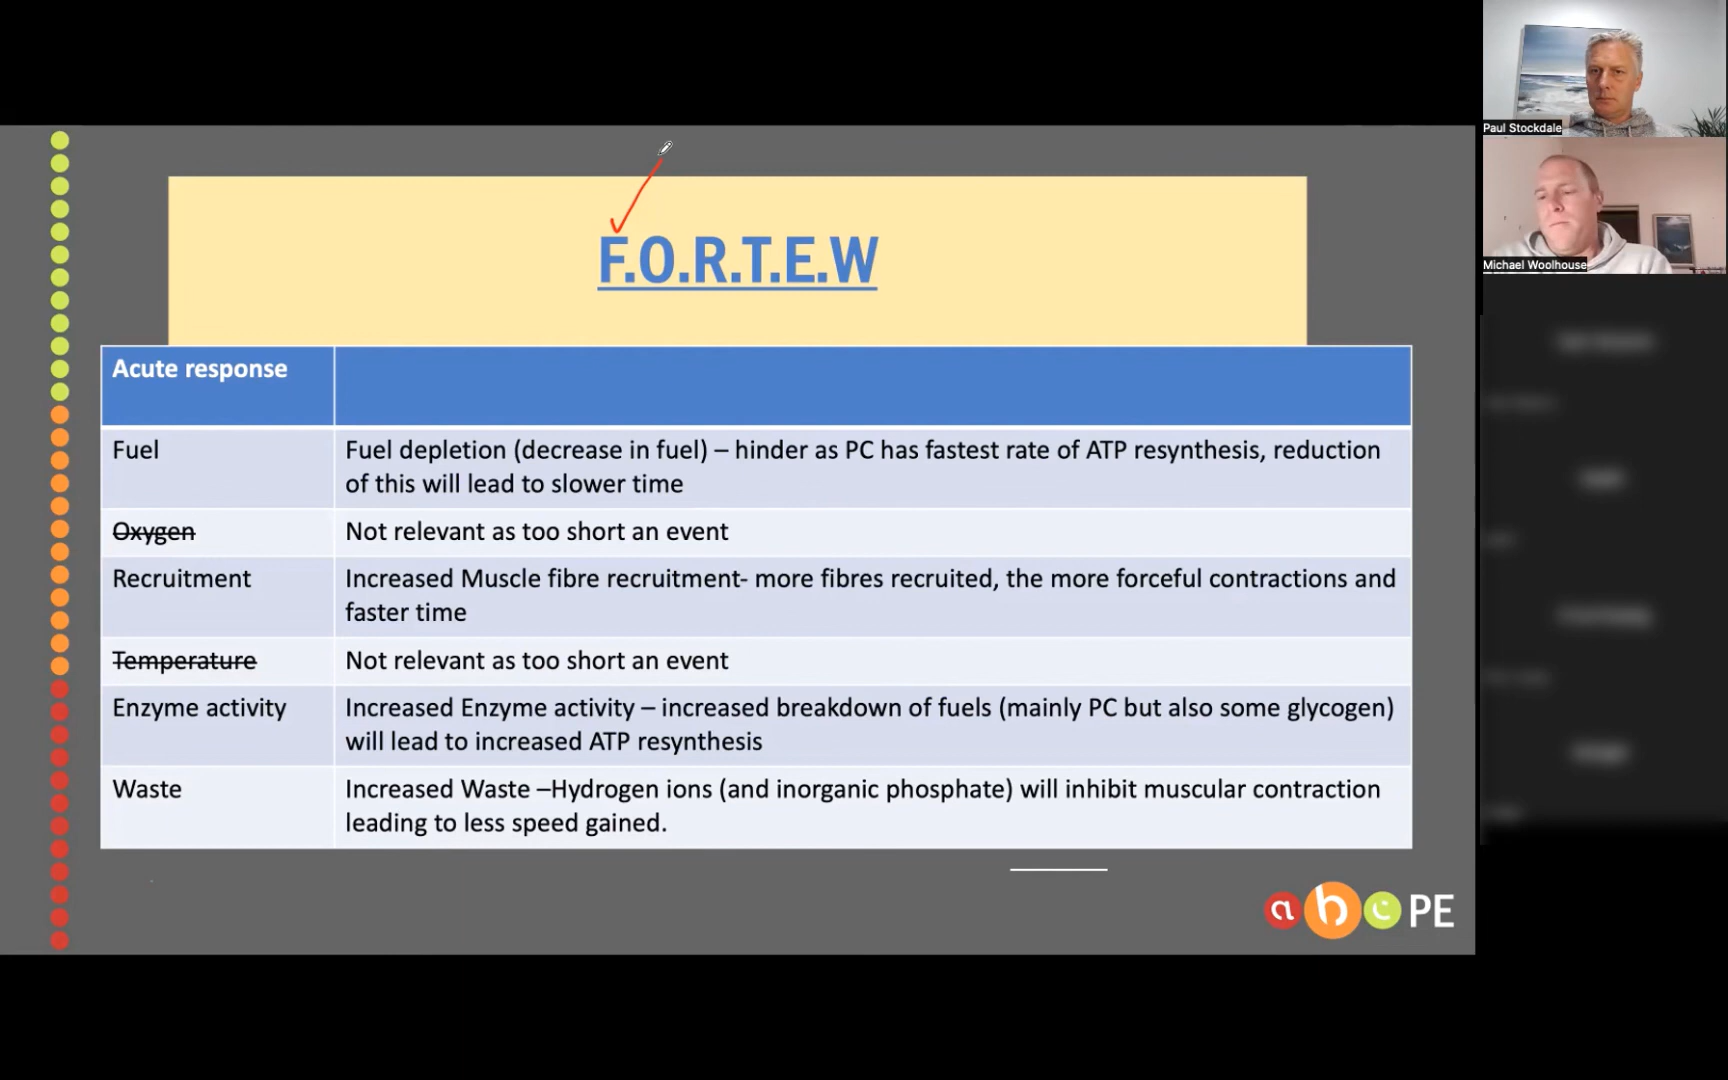 F.O.R.T.E.W
Acute response
Fuel
Fuel depletion (decrease in fuel) – hinder as PC has fastest rate of ATP resynthesis, reduction
of this will lead to slower time
Oxygen
Not relevant as too short an event
Recruitment
Increased Muscle fibre recruitment- more fibres recruited, the more forceful contractions and
faster time
Temperature
Not relevant as too short an event
Enzyme activity
Increased Enzyme activity – increased breakdown of fuels (mainly PC but also some glycogen)
will lead to increased ATP resynthesis
Waste
Increased Waste –Hydrogen ions (and inorganic phosphate) will inhibit muscular contraction
leading to less speed gained.
a b c PE
Paul Stockdale
Michael Woolhouse